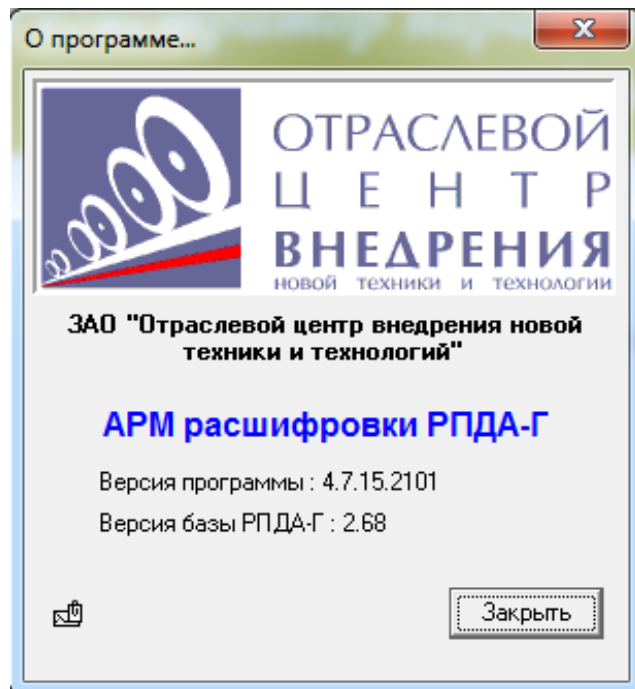 О программе...
ОТРАСЛЕВОЙ
ЦЕНТР
ВНЕДРЕНИЯ
НОВОЙ ТЕХНИКИ И ТЕХНОЛОГИИ
ЗАО "Отраслевой центр внедрения новой
техники и технологий"
АРМ расшифровки РПДА-Г
Версия программы : 4.7.15.2101
Версия базы РПДА-Г : 2.68
Закрыть